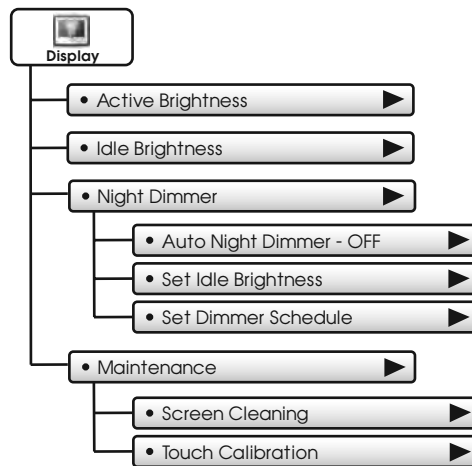 Display
• Active Brightness
• Idle Brightness
• Night Dimmer
• Auto Night Dimmer - OFF
• Set Idle Brightness
• Set Dimmer Schedule
• Maintenance
• Screen Cleaning
• Touch Calibration